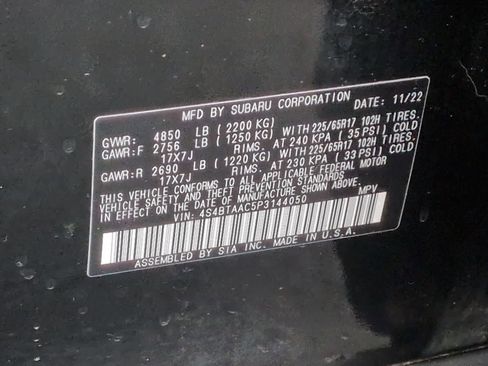 MFD BY SUBARU CORPORATION DATE: 11/22
GVWR: 4850 LB ( 2200 KG)
GAWR:F 2756 LB ( 1250 KG) WITH 225/65R17 102H TIRES.
17X7J RIMS. AT 240 KPA ( 35 PSI) COLD
GAWR:R 2690 LB ( 1220 KG) WITH 225/65R17 102H TIRES.
17X7J RIMS. AT 230 KPA ( 33 PSI) COLD
THIS VEHICLE CONFORMS TO ALL APPLICABLE FEDERAL MOTOR
VEHICLE SAFETY AND THEFT PREVENTION STANDARDS
IN EFFECT ON THE DATE OF MANUFACTURE SHOWN ABOVE.
VIN: 4S4BTAAC5P3144050 MPV
ASSEMBLED BY SIA INC. MADE IN U.S.A.